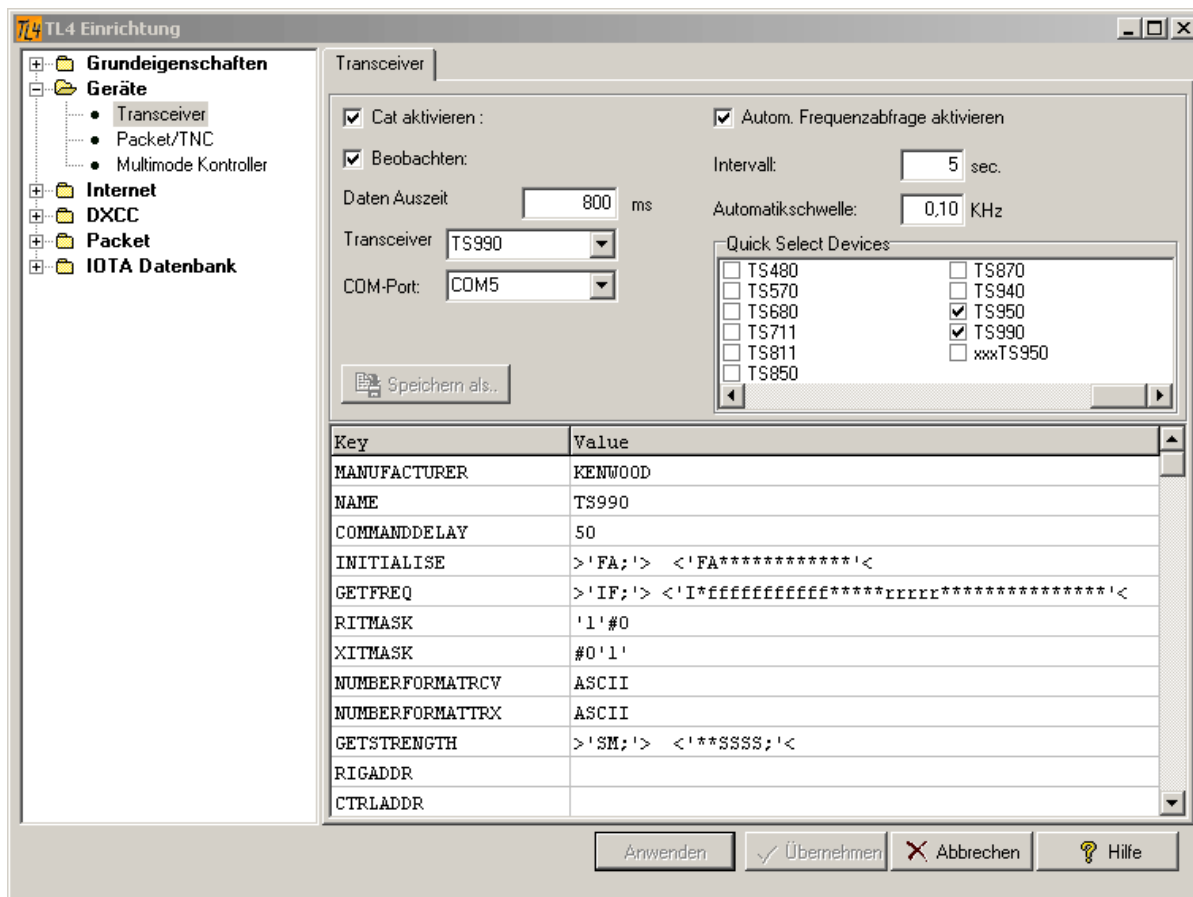 TL4 TL4 Einrichtung
Grundeigenschaften
Geräte
Transceiver
Packet/TNC
Multimode Kontroller
Internet
DXCC
Packet
IOTA Datenbank
Transceiver
Cat aktivieren :
Beobachten:
Daten Auszeit 800 ms
Transceiver TS990
COM-Port: COM5
Speichern als..
Autom. Frequenzabfrage aktivieren
Intervall: 5 sec.
Automatikschwelle: 0,10 KHz
Quick Select Devices
TS480
TS570
TS680
TS711
TS811
TS850
TS870
TS940
TS950
TS990
xxxTS950
Key Value
MANUFACTURER KENWOOD
NAME TS990
COMMANDDELAY 50
INITIALISE >'FA;'> <'FA************'<
GETFREQ >'IF;'> <'I*fffffffffff*****rrrrr***************'<
RITMASK '1'#0
XITMASK #0'1'
NUMBERFORMATRCV ASCII
NUMBERFORMATTRX ASCII
GETSTRENGTH >'SM;'> <'**SSSS;'<
RIGADDR
CTRLADDR
Anwenden Übernehmen Abbrechen Hilfe